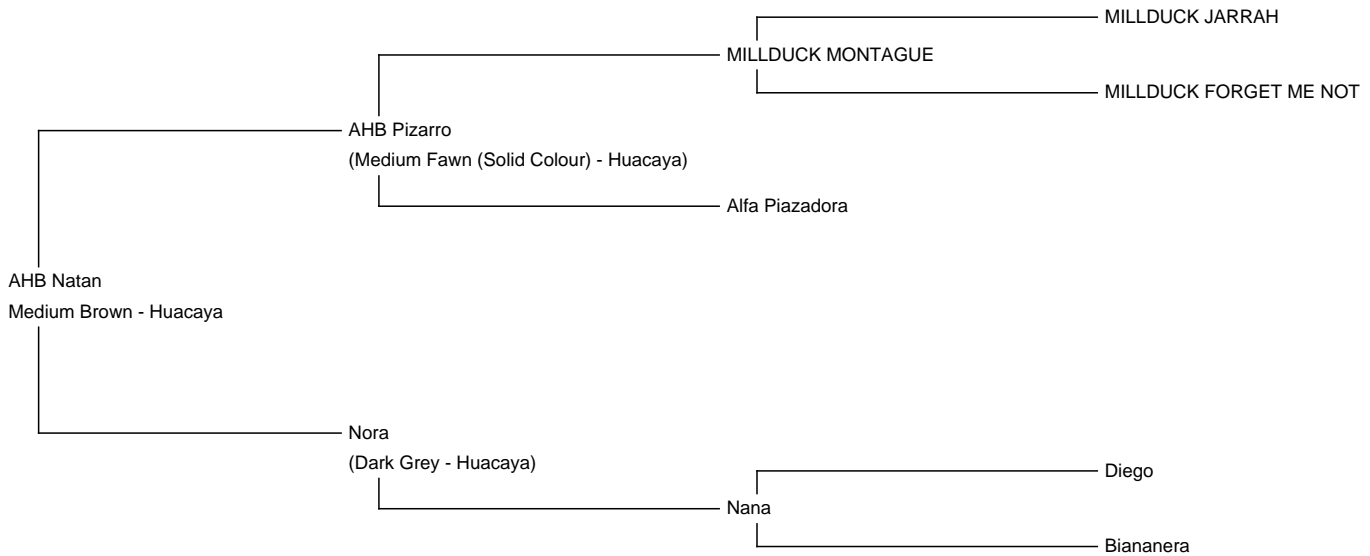 MILLDUCK JARRAH
MILLDUCK MONTAGUE
MILLDUCK FORGET ME NOT
AHB Pizarro
(Medium Fawn (Solid Colour) - Huacaya)
Alfa Piazadora
AHB Natan
Medium Brown - Huacaya
Nora
(Dark Grey - Huacaya)
Diego
Nana
Biananera